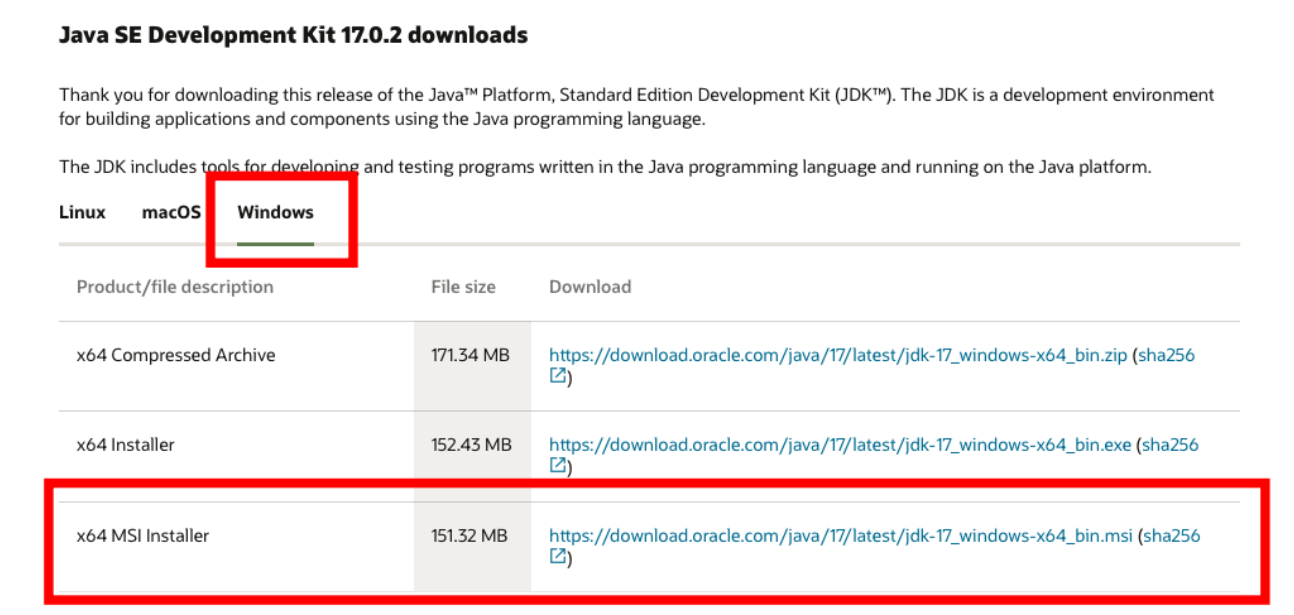 Java SE Development Kit 17.0.2 downloads
Thank you for downloading this release of the Java™ Platform, Standard Edition Development Kit (JDK™). The JDK is a development environment
for building applications and components using the Java programming language.
The JDK includes tools for developing and testing programs written in the Java programming language and running on the Java platform.
Linux macOS Windows
Product/file description File size Download
x64 Compressed Archive 171.34 MB https://download.oracle.com/java/17/latest/jdk-17_windows-x64_bin.zip (sha256
)
x64 Installer 152.43 MB https://download.oracle.com/java/17/latest/jdk-17_windows-x64_bin.exe (sha256
)
x64 MSI Installer 151.32 MB https://download.oracle.com/java/17/latest/jdk-17_windows-x64_bin.msi (sha256
)